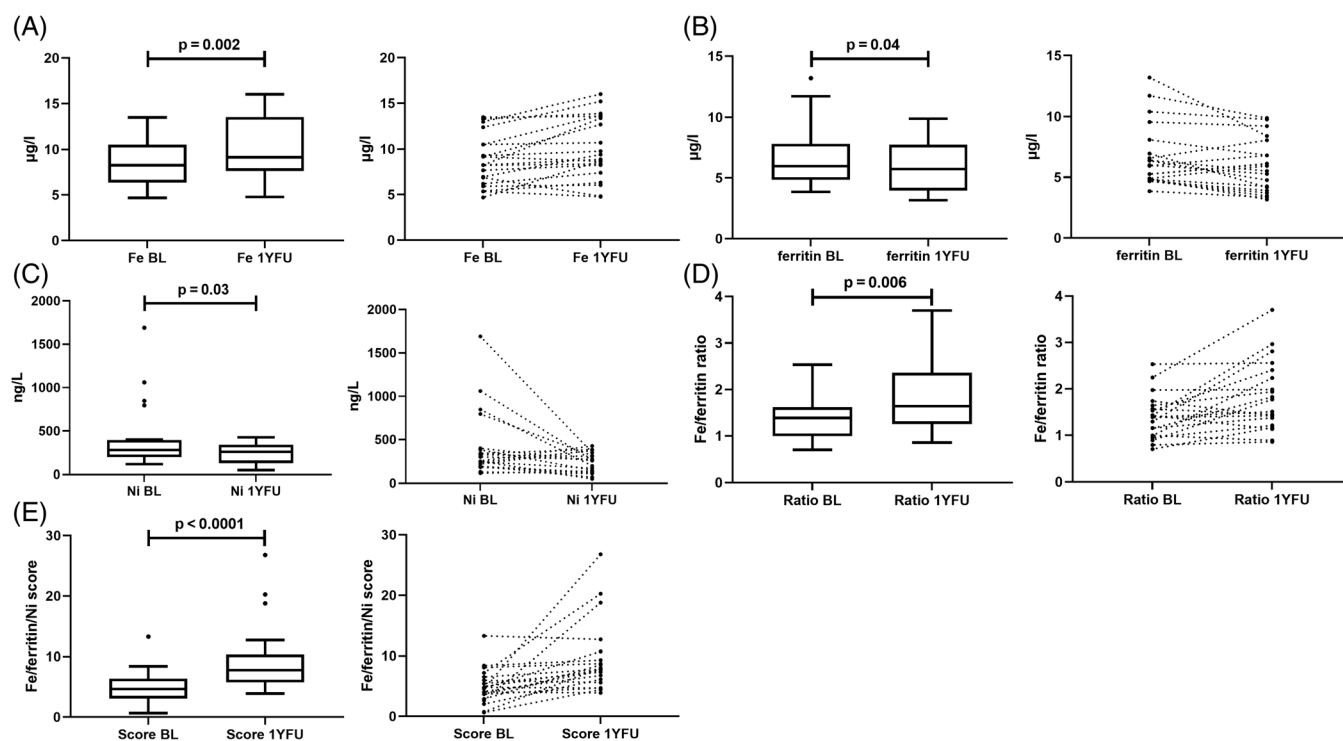 (A)
p = 0.002
20
15
10
5
0
µg/l
Fe BL
Fe 1YFU
20
15
10
5
0
µg/l
Fe BL
Fe 1YFU
(B)
p = 0.04
15
10
5
0
µg/l
ferritin BL
ferritin 1YFU
15
10
5
0
µg/l
ferritin BL
ferritin 1YFU
(C)
p = 0.03
2000
1500
1000
500
0
ng/L
Ni BL
Ni 1YFU
2000
1500
1000
500
0
ng/L
Ni BL
Ni 1YFU
(D)
p = 0.006
4
3
2
1
0
Fe/ferritin ratio
Ratio BL
Ratio 1YFU
4
3
2
1
0
Fe/ferritin ratio
Ratio BL
Ratio 1YFU
(E)
p < 0.0001
30
20
10
0
Fe/ferritin/Ni score
Score BL
Score 1YFU
30
20
10
0
Fe/ferritin/Ni score
Score BL
Score 1YFU